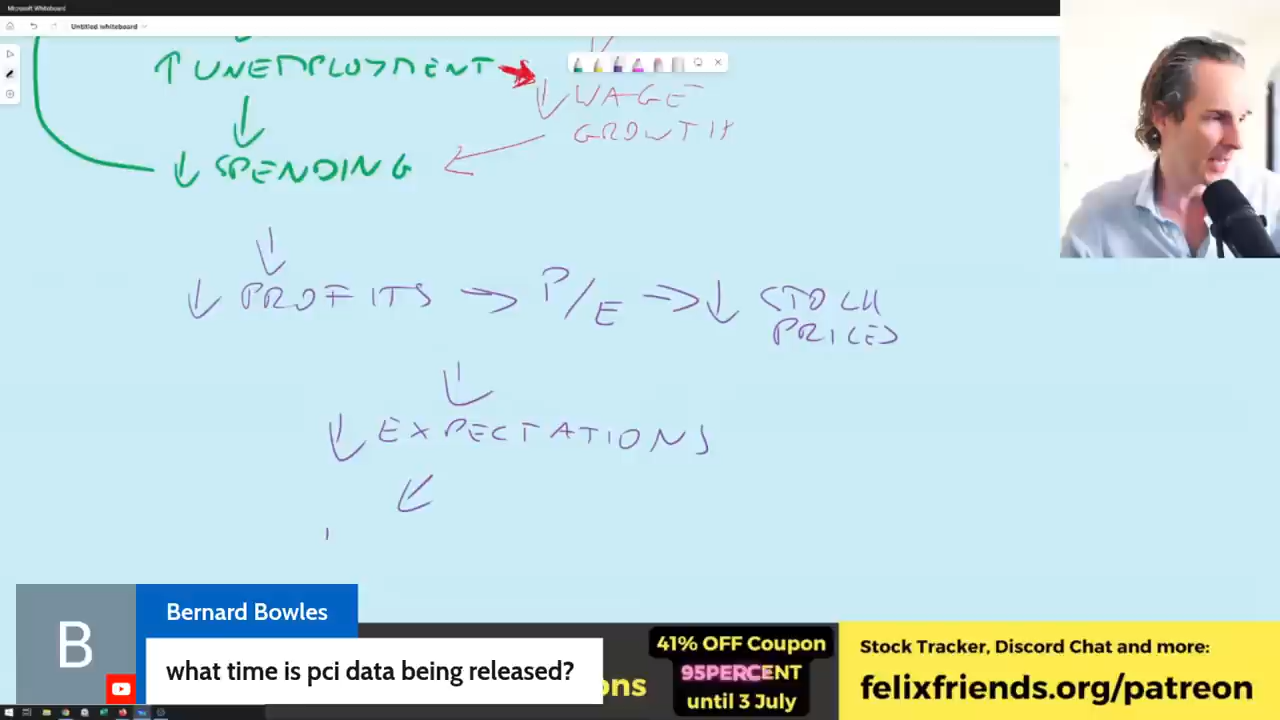 Microsoft Whiteboard
Untitled whiteboard
↑ UNEMPLOYMENT
↓ WAGE
GROWTH
↓ SPENDING
↓ PROFITS → P/E → ↓ STOCK
PRICES
↓ EXPECTATIONS
B
Bernard Bowles
what time is pci data being released?
ons
41% OFF Coupon
95PERCENT
until 3 July
Stock Tracker, Discord Chat and more:
felixfriends.org/patreon